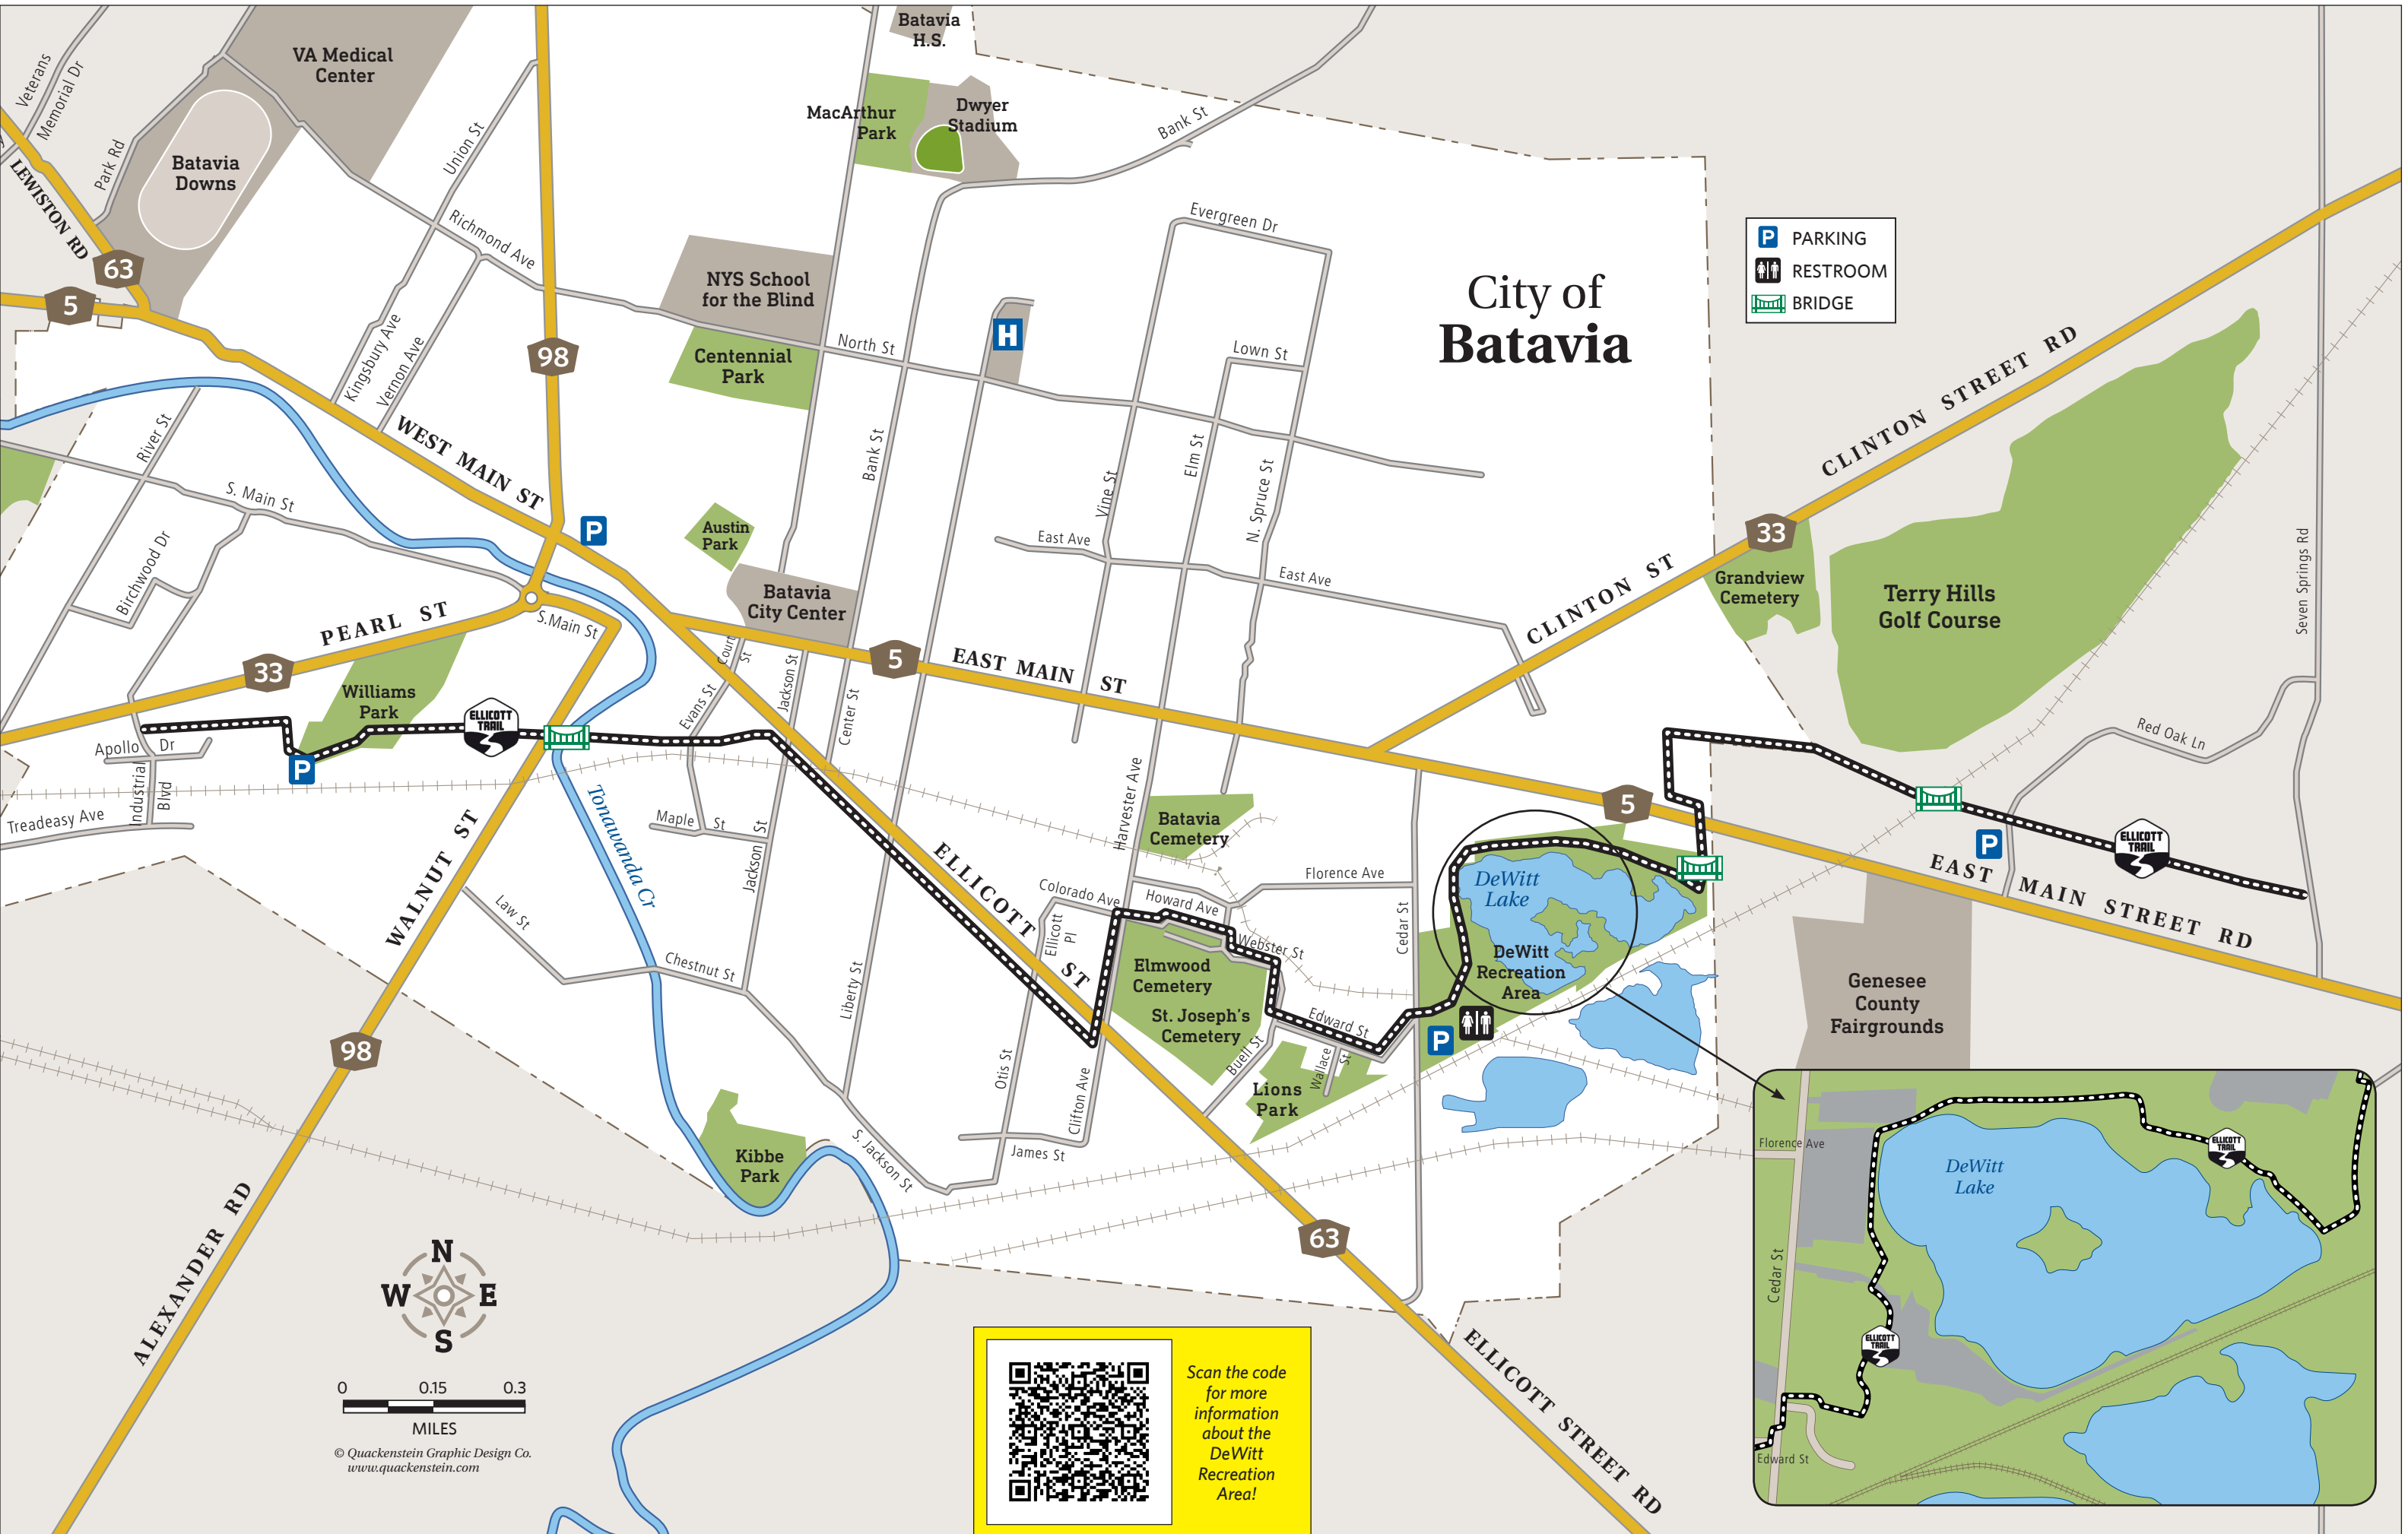 Batavia
H.S.
VA Medical
Center
Veterans
Memorial Dr
MacArthur
Park
Dwyer
Stadium
Bank St
Union St
Park Rd
Batavia
Downs
LEWISTON RD
63
5
Richmond Ave
Evergreen Dr
PARKING
RESTROOM
BRIDGE
P
NYS School
for the Blind
City of
Batavia
H
98
North St
Centennial
Park
Lown St
Kingsbury Ave
Vernon Ave
CLINTON STREET RD
River St
WEST MAIN ST
Bank St
Elm St
Vine St
N. Spruce St
S. Main St
P
Austin
Park
East Ave
East Ave
33
Birchwood Dr
Batavia
City Center
CLINTON ST
Grandview
Cemetery
Terry Hills
Golf Course
Seven Springs Rd
PEARL ST
S.Main St
33
Court
St
5
EAST MAIN ST
Williams
Park
Evans St
Jackson St
Center St
ELLICOTT
TRAIL
Apollo Dr
P
Industrial
Blvd
Treadeasy Ave
Red Oak Ln
Tonawanda Cr
Maple St
Jackson St
Harvester Ave
Batavia
Cemetery
5
P
ELLICOTT
TRAIL
EAST MAIN STREET RD
WALNUT ST
ELLICOTT ST
Florence Ave
DeWitt
Lake
Colorado Ave
Howard Ave
Law St
Ellicott
Pl
Webster St
Cedar St
DeWitt
Recreation
Area
Chestnut St
Elmwood
Cemetery
Liberty St
St. Joseph's
Cemetery
Edward St
P
Genesee
County
Fairgrounds
98
Otis St
Buell St
Wallace
St
Lions
Park
Clifton Ave
Kibbe
Park
S. Jackson St
James St
Florence Ave
ELLICOTT
TRAIL
DeWitt
Lake
Cedar St
ELLICOTT
TRAIL
Edward St
ALEXANDER RD
63
N
W E
S
0 0.15 0.3
MILES
© Quackenstein Graphic Design Co.
www.quackenstein.com
Scan the code
for more
information
about the
DeWitt
Recreation
Area!
ELLICOTT STREET RD